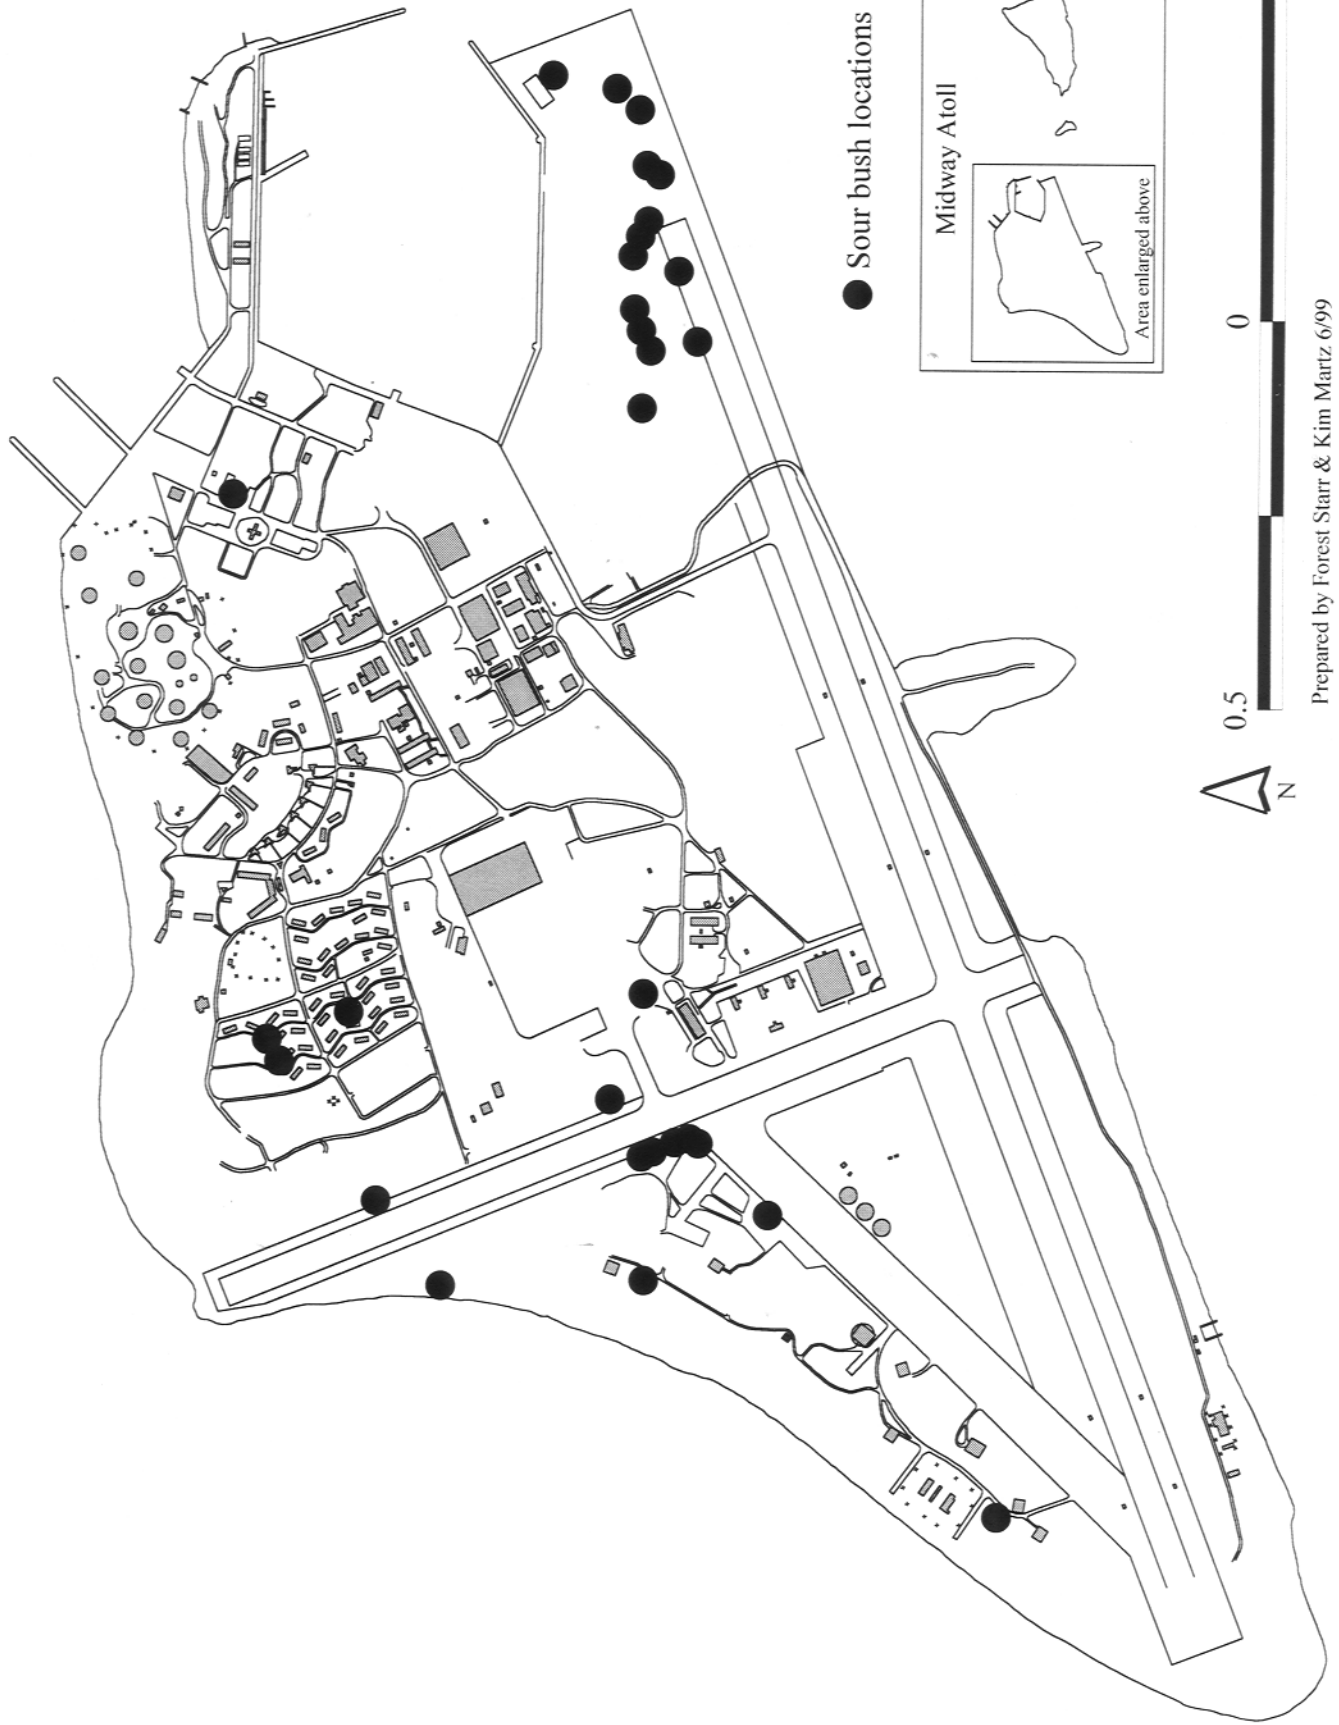 Sour bush locations
Midway Atoll
Area enlarged above
0.5
0
N
Prepared by Forest Starr & Kim Martz 6/99